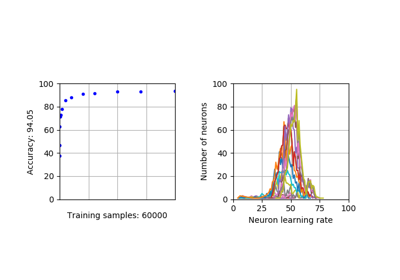 100
80
60
40
20
0
Accuracy: 94.05
Training samples: 60000
100
80
60
40
20
0
Number of neurons
0 25 50 75 100
Neuron learning rate